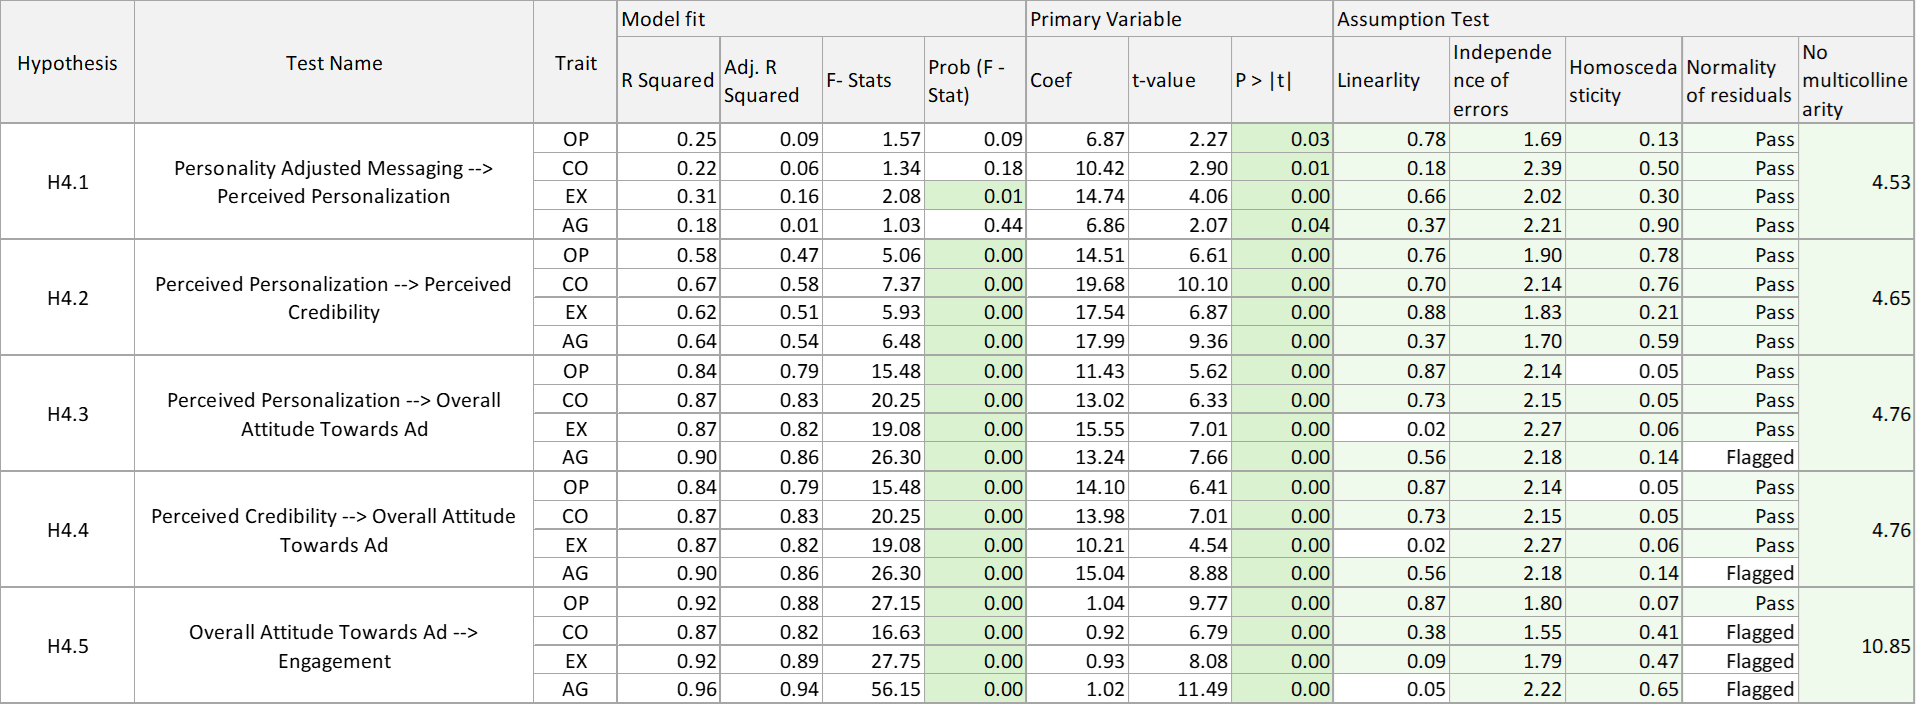 Model fit Primary Variable Assumption Test
Hypothesis Test Name Trait R Squared Adj. R Squared F- Stats Prob (F - Stat) Coef t-value P > |t| Linearlity Independe nce of errors Homosceda sticity Normality of residuals No multicolline arity
H4.1 Personality Adjusted Messaging --> Perceived Personalization
OP 0.25 0.09 1.57 0.09 6.87 2.27 0.03 0.78 1.69 0.13 Pass
CO 0.22 0.06 1.34 0.18 10.42 2.90 0.01 0.18 2.39 0.50 Pass
EX 0.31 0.16 2.08 0.01 14.74 4.06 0.00 0.66 2.02 0.30 Pass
AG 0.18 0.01 1.03 0.44 6.86 2.07 0.04 0.37 2.21 0.90 Pass
4.53
H4.2 Perceived Personalization --> Perceived Credibility
OP 0.58 0.47 5.06 0.00 14.51 6.61 0.00 0.76 1.90 0.78 Pass
CO 0.67 0.58 7.37 0.00 19.68 10.10 0.00 0.70 2.14 0.76 Pass
EX 0.62 0.51 5.93 0.00 17.54 6.87 0.00 0.88 1.83 0.21 Pass
AG 0.64 0.54 6.48 0.00 17.99 9.36 0.00 0.37 1.70 0.59 Pass
4.65
H4.3 Perceived Personalization --> Overall Attitude Towards Ad
OP 0.84 0.79 15.48 0.00 11.43 5.62 0.00 0.87 2.14 0.05 Pass
CO 0.87 0.83 20.25 0.00 13.02 6.33 0.00 0.73 2.15 0.05 Pass
EX 0.87 0.82 19.08 0.00 15.55 7.01 0.00 0.02 2.27 0.06 Pass
AG 0.90 0.86 26.30 0.00 13.24 7.66 0.00 0.56 2.18 0.14 Flagged
4.76
H4.4 Perceived Credibility --> Overall Attitude Towards Ad
OP 0.84 0.79 15.48 0.00 14.10 6.41 0.00 0.87 2.14 0.05 Pass
CO 0.87 0.83 20.25 0.00 13.98 7.01 0.00 0.73 2.15 0.05 Pass
EX 0.87 0.82 19.08 0.00 10.21 4.54 0.00 0.02 2.27 0.06 Pass
AG 0.90 0.86 26.30 0.00 15.04 8.88 0.00 0.56 2.18 0.14 Flagged
4.76
H4.5 Overall Attitude Towards Ad --> Engagement
OP 0.92 0.88 27.15 0.00 1.04 9.77 0.00 0.87 1.80 0.07 Pass
CO 0.87 0.82 16.63 0.00 0.92 6.79 0.00 0.38 1.55 0.41 Flagged
EX 0.92 0.89 27.75 0.00 0.93 8.08 0.00 0.09 1.79 0.47 Flagged
AG 0.96 0.94 56.15 0.00 1.02 11.49 0.00 0.05 2.22 0.65 Flagged
10.85